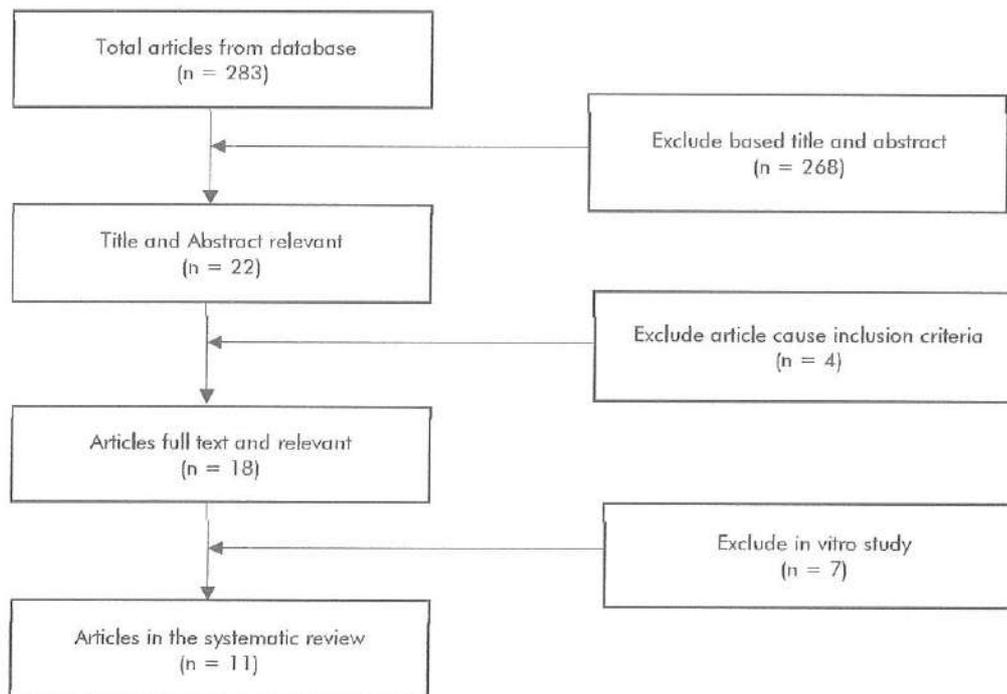 Total articles from database
(n = 283)
Exclude based title and abstract
(n = 268)
Title and Abstract relevant
(n = 22)
Exclude article cause inclusion criteria
(n = 4)
Articles full text and relevant
(n = 18)
Exclude in vitro study
(n = 7)
Articles in the systematic review
(n = 11)